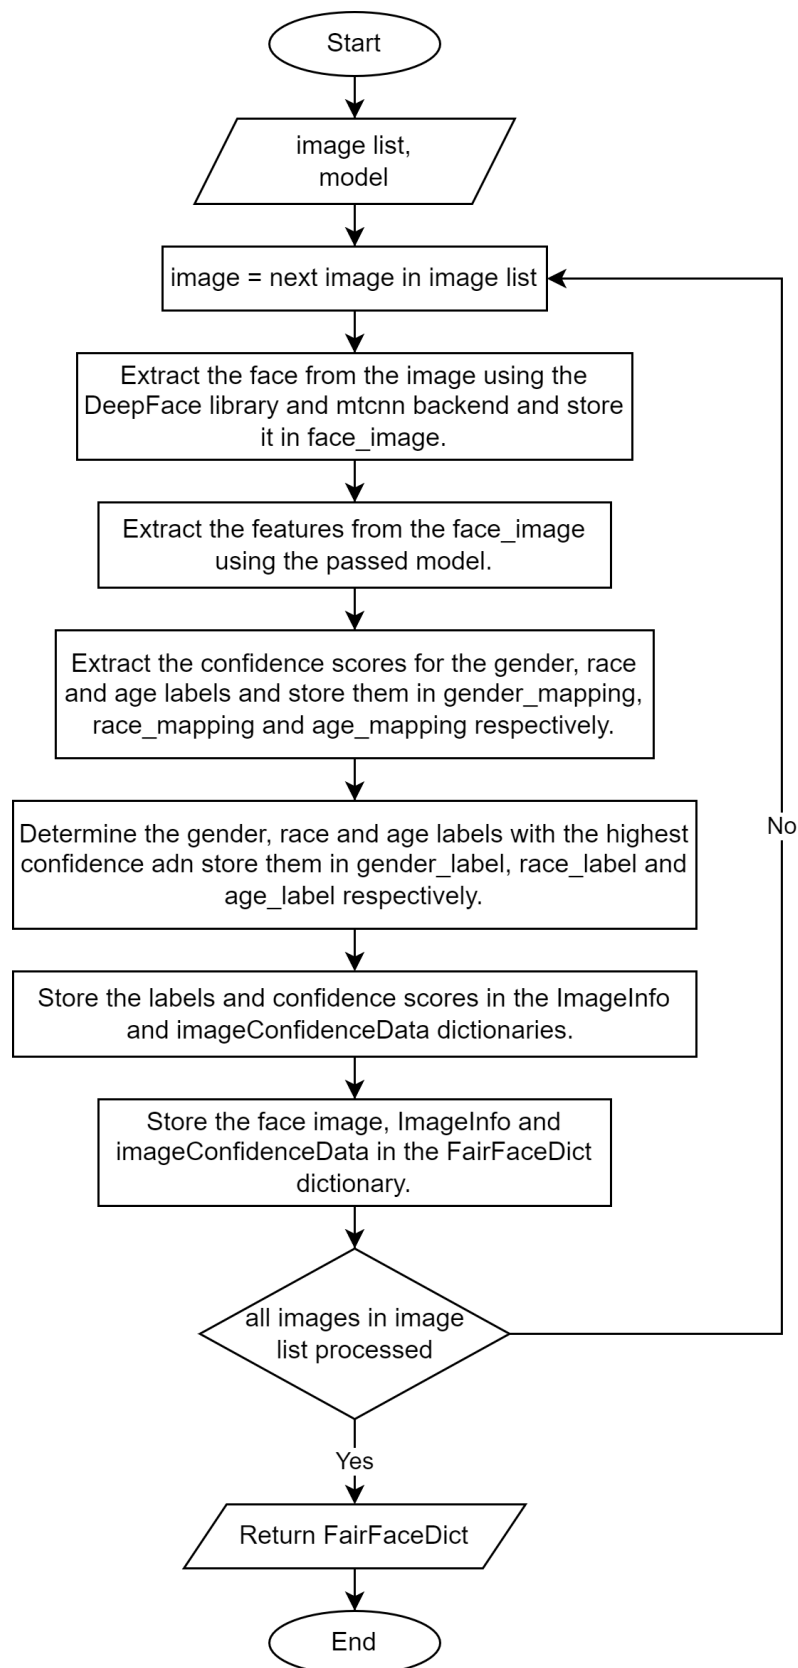 Start
image list,
model
image = next image in image list
Extract the face from the image using the
DeepFace library and mtcnn backend and store
it in face_image.
Extract the features from the face_image
using the passed model.
Extract the confidence scores for the gender, race
and age labels and store them in gender_mapping,
race_mapping and age_mapping respectively.
Determine the gender, race and age labels with the highest
confidence adn store them in gender_label, race_label and
age_label respectively.
No
Store the labels and confidence scores in the ImageInfo
and imageConfidenceData dictionaries.
Store the face image, ImageInfo and
imageConfidenceData in the FairFaceDict
dictionary.
all images in image
list processed
Yes
Return FairFaceDict
End